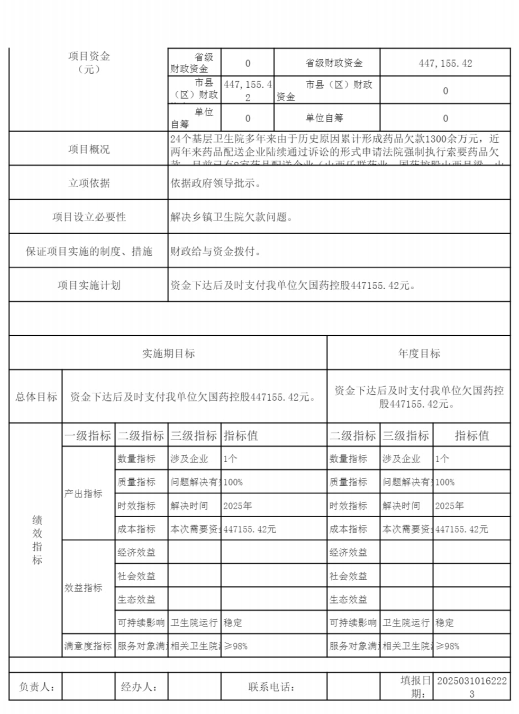 项目资金
（元）
省级
财政资金
0
省级财政资金
447,155.42
市县
（区）财政
447,155.4
2
市县（区）财政
资金
0
单位
自筹
0
单位自筹
0
项目概况
24个基层卫生院多年来由于历史原因累计形成药品欠款1300余万元，近
两年来药品配送企业陆续通过诉讼的形式申请法院强制执行索要药品欠
立项依据
依据政府领导批示。
项目设立必要性
解决乡镇卫生院欠款问题。
保证项目实施的制度、措施
财政给与资金拨付。
项目实施计划
资金下达后及时支付我单位欠国药控股447155.42元。
实施期目标
年度目标
总体目标
资金下达后及时支付我单位欠国药控股447155.42元。
资金下达后及时支付我单位欠国药控
股447155.42元。
绩效指标
一级指标 二级指标 三级指标 指标值 二级指标 三级指标 指标值
产出指标
数量指标 涉及企业 1个 数量指标 涉及企业 1个
质量指标 问题解决有 100% 质量指标 问题解决有 100%
时效指标 解决时间 2025年 时效指标 解决时间 2025年
成本指标 本次需要资 447155.42元 成本指标 本次需要资 447155.42元
效益指标
经济效益 经济效益
社会效益 社会效益
生态效益 生态效益
可持续影响 卫生院运行 稳定 可持续影响 卫生院运行 稳定
满意度指标 服务对象满 相关卫生院 ≥98% 服务对象满 相关卫生院 ≥98%
负责人： 经办人： 联系电话： 填报日
期：
2025031016222
3